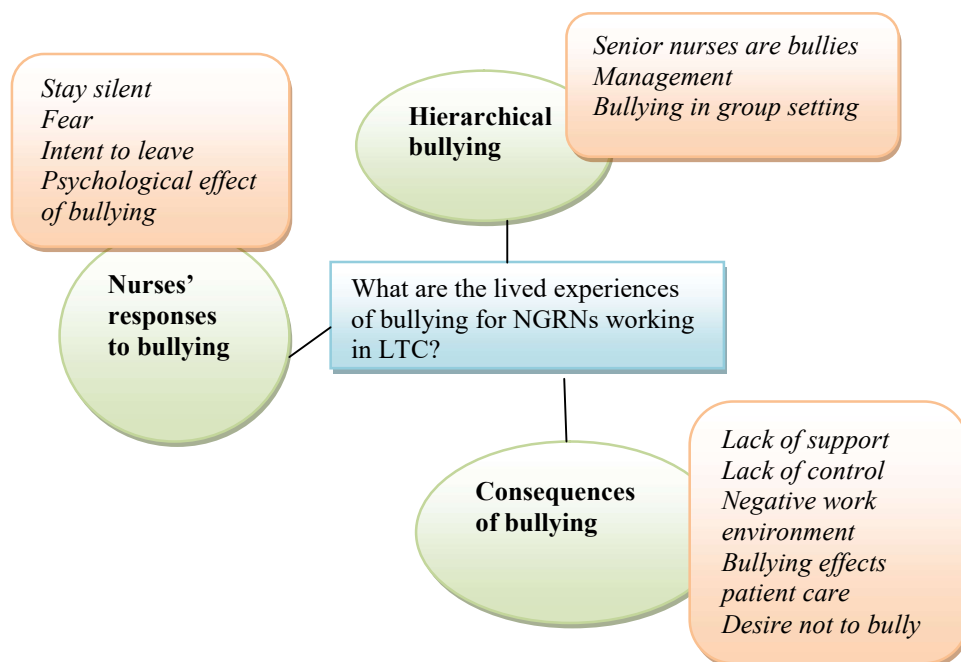 Senior nurses are bullies
Management
Bullying in group setting
Hierarchical
bullying
Stay silent
Fear
Intent to leave
Psychological effect
of bullying
Nurses’
responses
to bullying
What are the lived experiences
of bullying for NGRNs working
in LTC?
Consequences
of bullying
Lack of support
Lack of control
Negative work
environment
Bullying effects
patient care
Desire not to bully